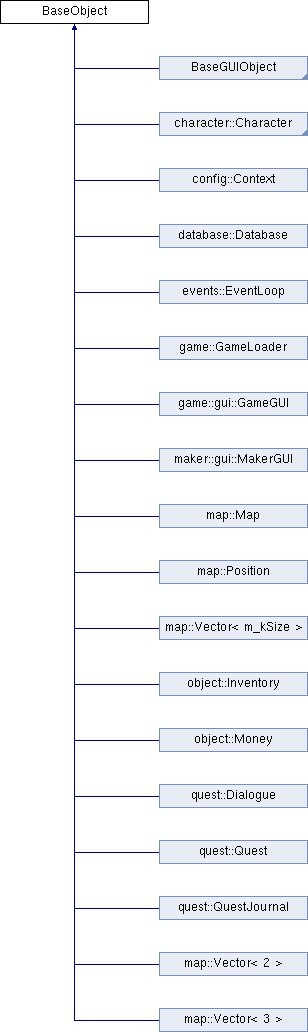 BaseObject
BaseGUIObject
character::Character
config::Context
database::Database
events::EventLoop
game::GameLoader
game::gui::GameGUI
maker::gui::MakerGUI
map::Map
map::Position
map::Vector< m_kSize >
object::Inventory
object::Money
quest::Dialogue
quest::Quest
quest::QuestJournal
map::Vector< 2 >
map::Vector< 3 >